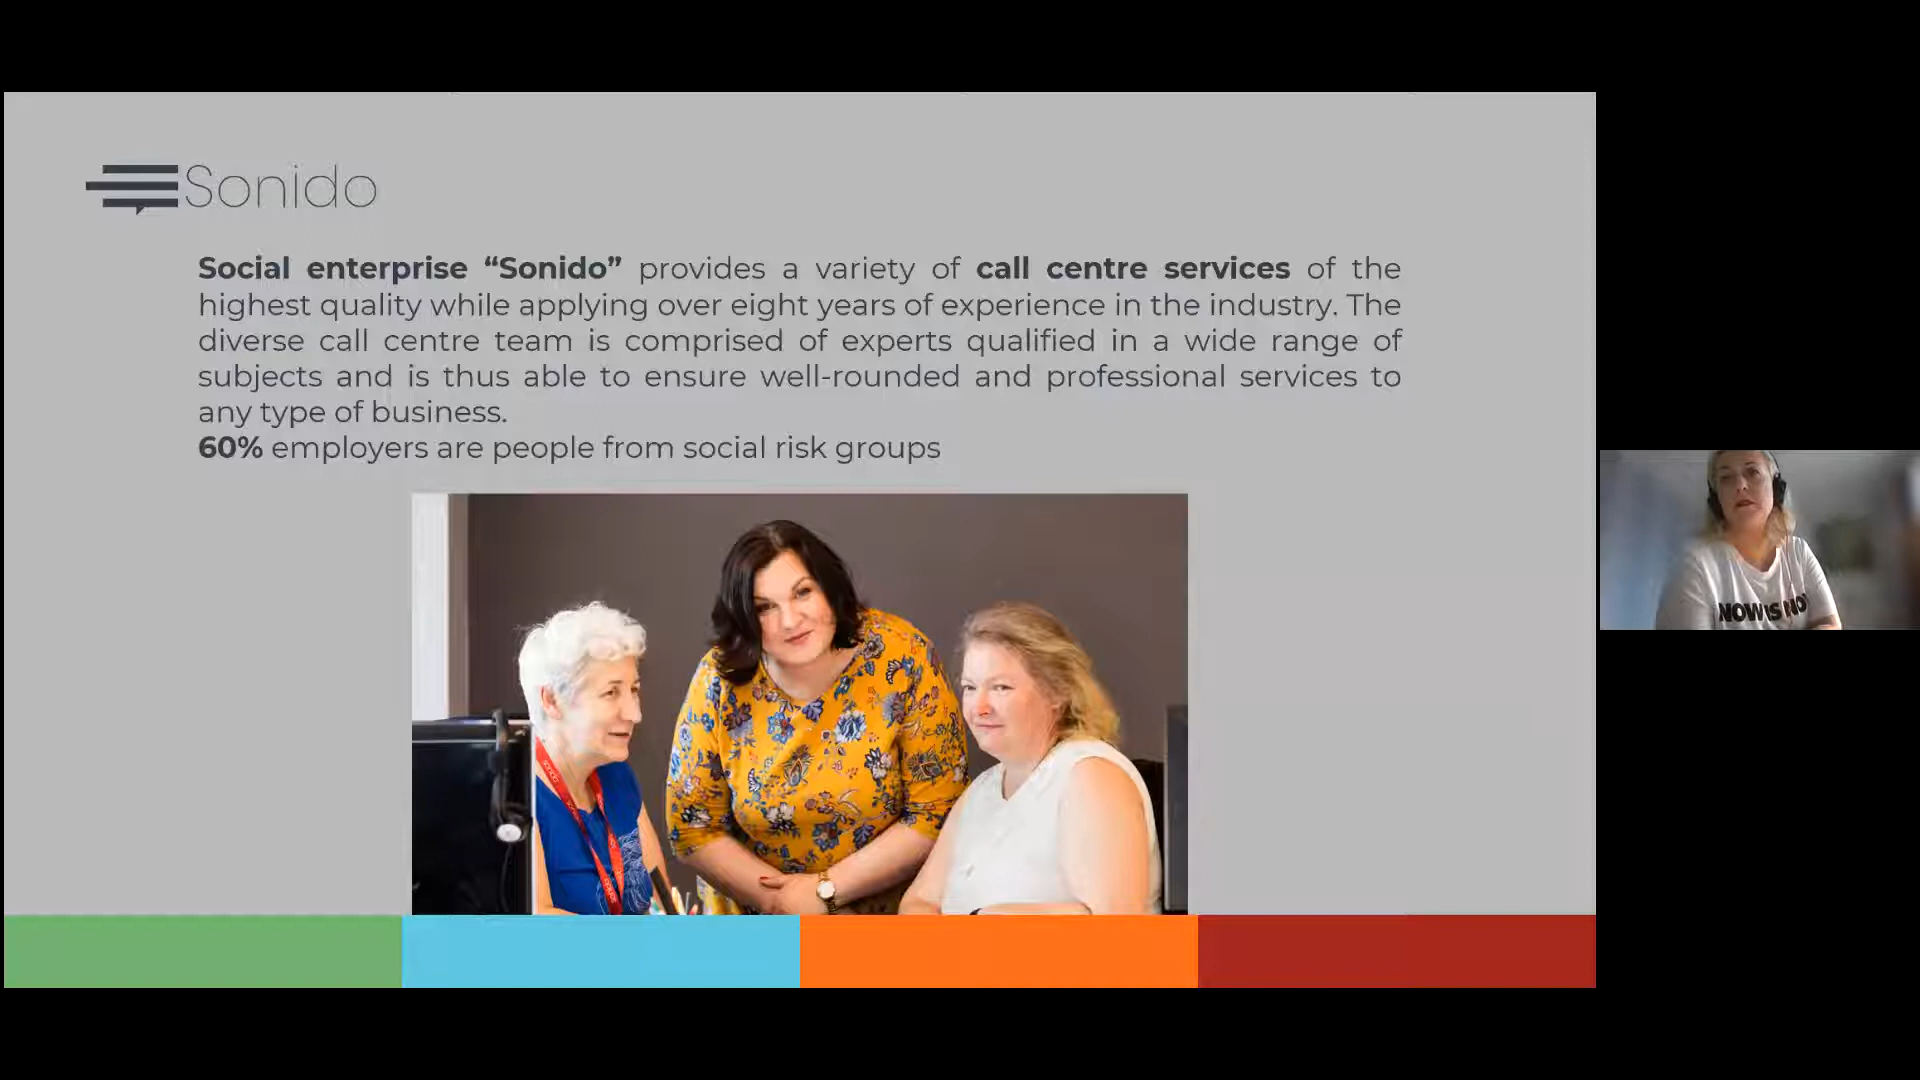 Sonido
Social enterprise “Sonido” provides a variety of call centre services of the
highest quality while applying over eight years of experience in the industry. The
diverse call centre team is comprised of experts qualified in a wide range of
subjects and is thus able to ensure well-rounded and professional services to
any type of business.
60% employers are people from social risk groups
NOW IS NO